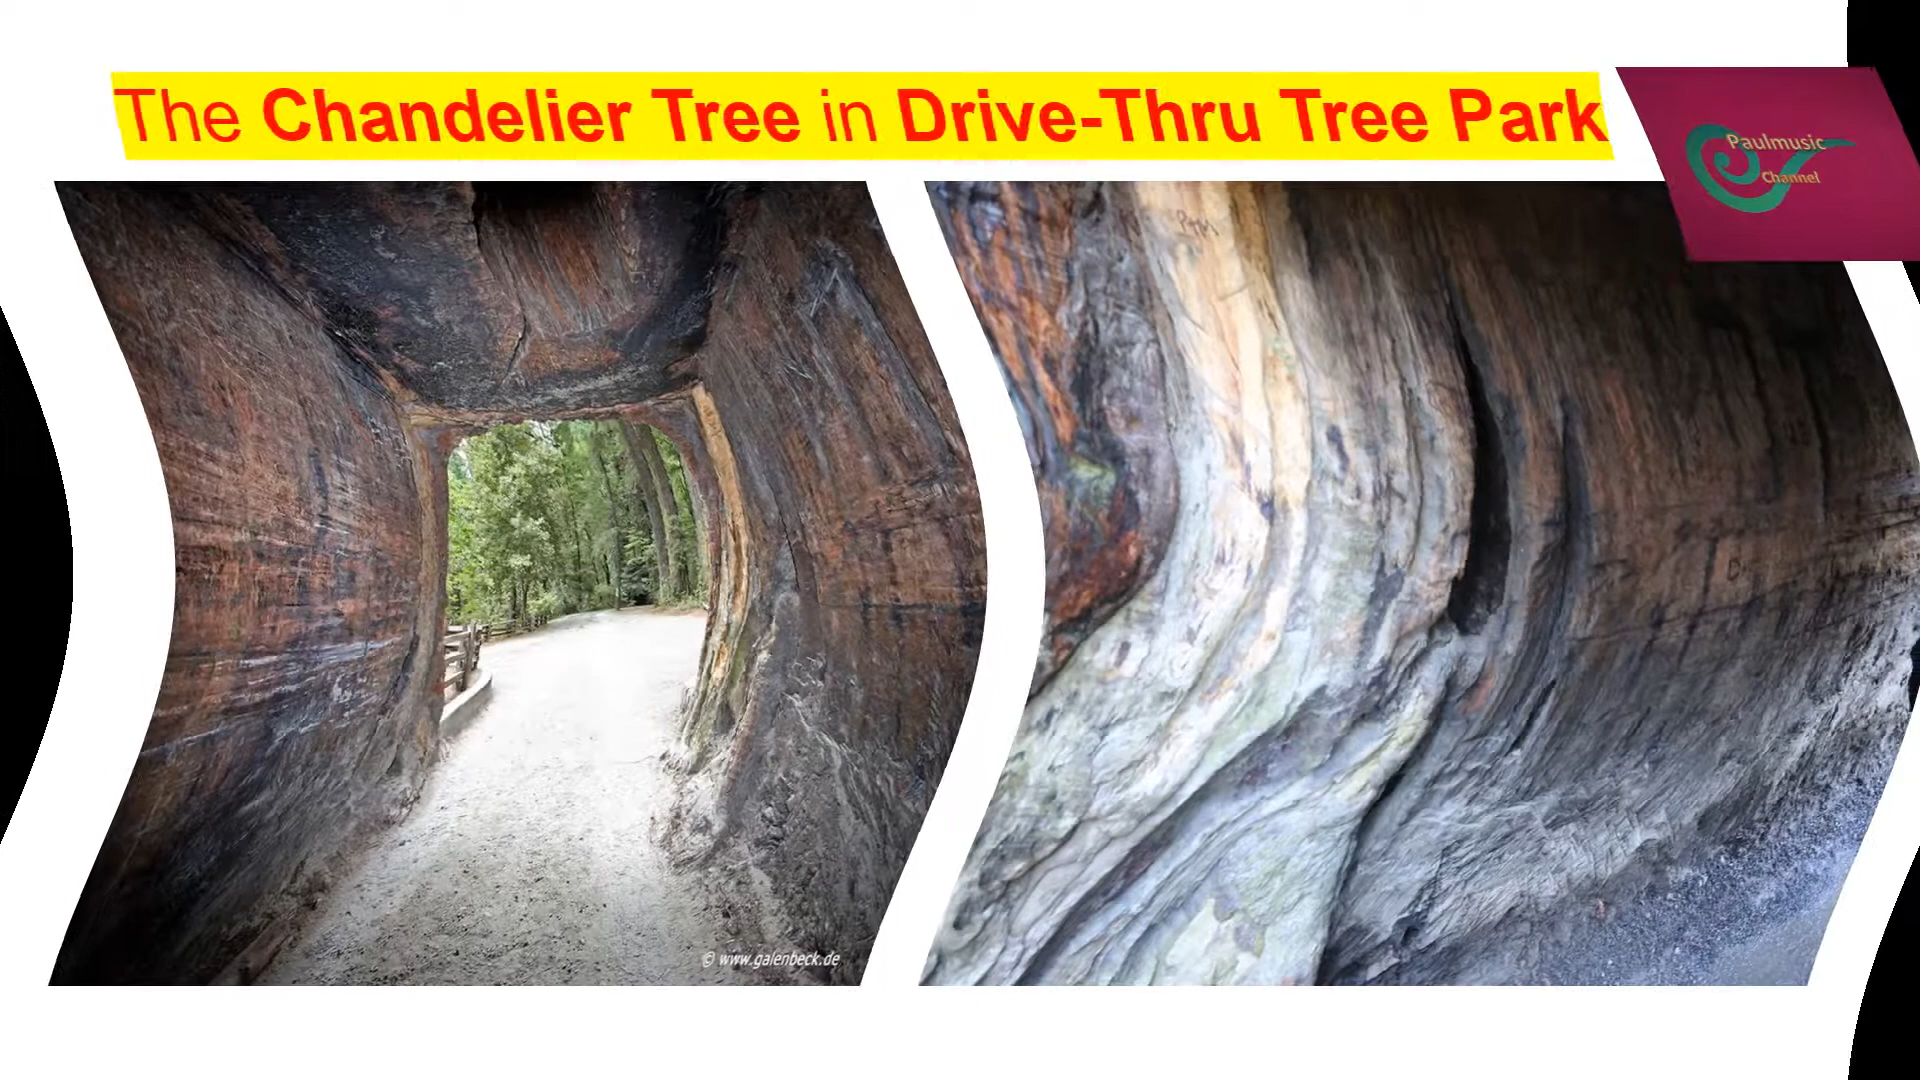 The Chandelier Tree in Drive-Thru Tree Park
Paulmusic
Channel
© www.galenbeck.de